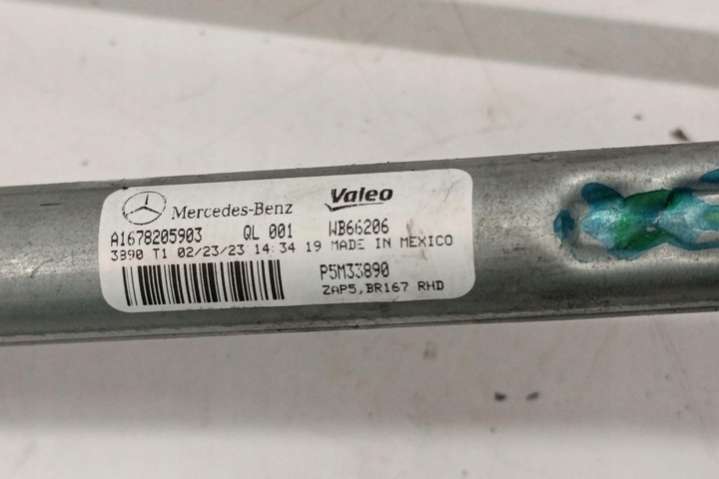 Mercedes-Benz Valeo
A1678205903 QL 001 WB66206
3890 T1 02/23/23 14:34 19 MADE IN MEXICO
P5M33890
ZAP5,BR167 RHD